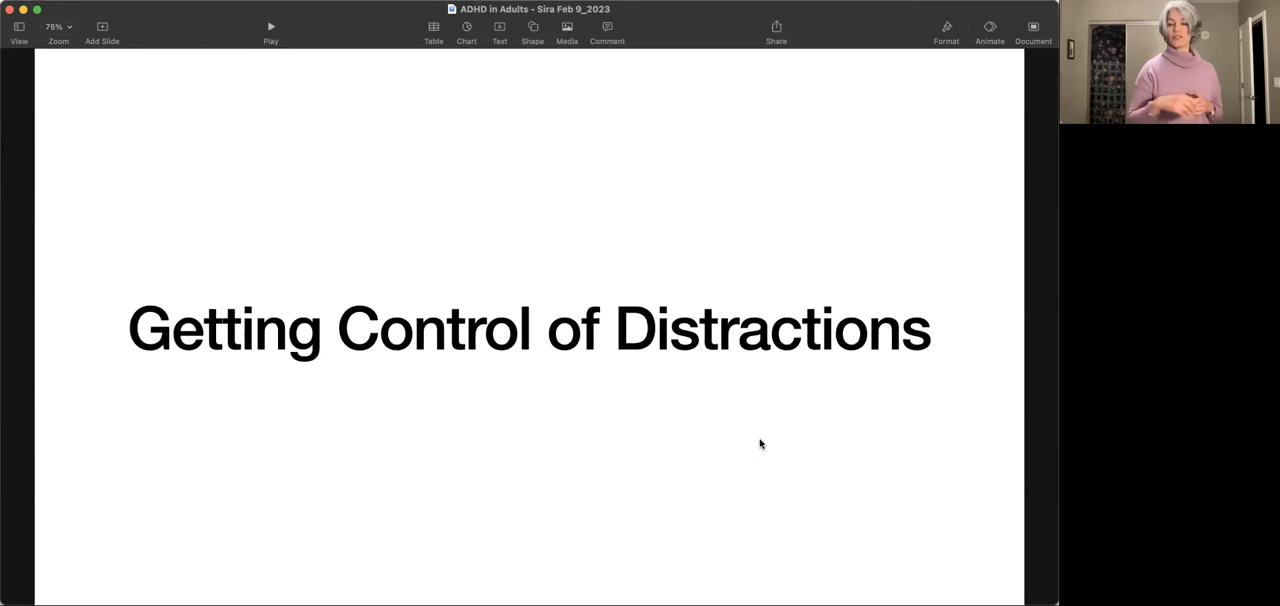 ADHD in Adults - Sira Feb 9_2023
75%
View
Zoom
Add Slide
Play
Table
Chart
Text
Shape
Media
Comment
Share
Format
Animate
Document
Getting Control of Distractions